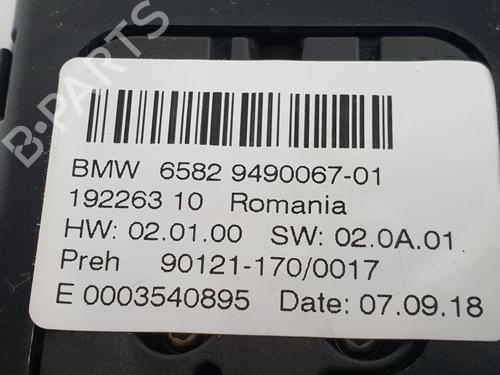 B-PARTS
BMW 6582 9490067-01
192263 10 Romania
HW: 02.01.00 SW: 02.0A.01.
Preh 90121-170/0017
E 0003540895 Date: 07.09.18